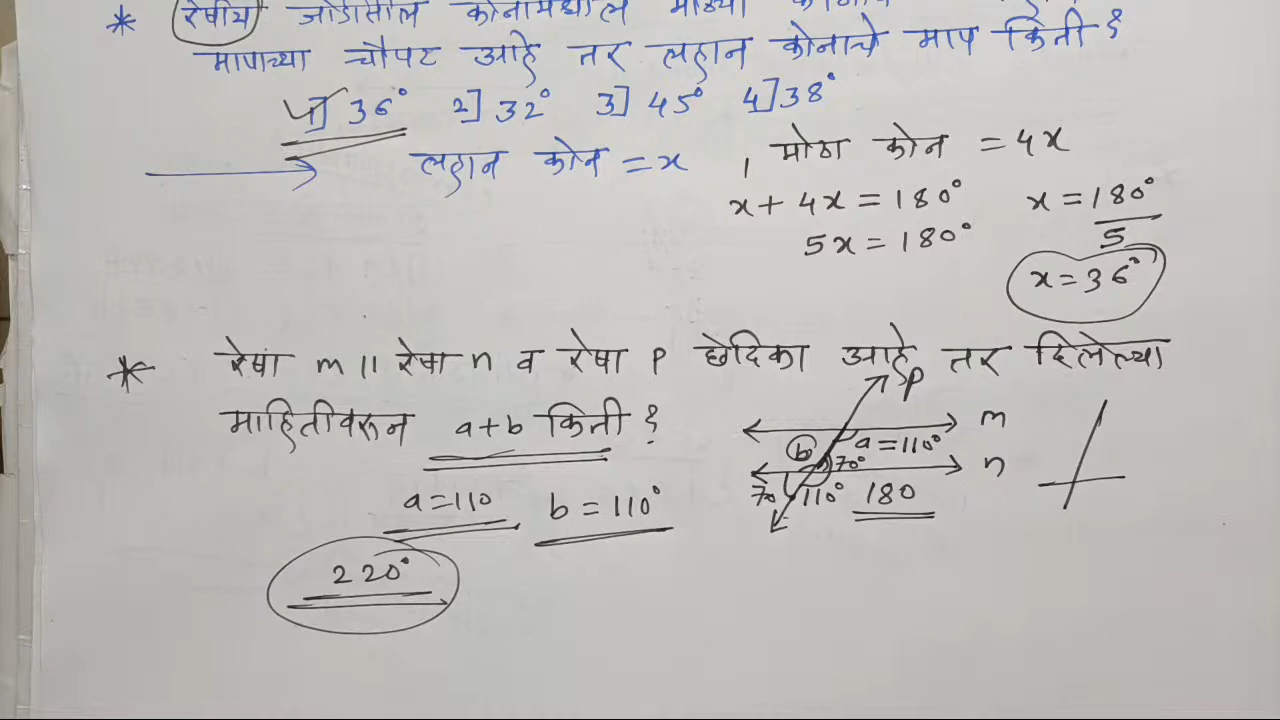 * रेषीय जोडीतील कोनांमधील मोठ्या
मापाच्या चौपट आहे तर लहान कोनाचे माप किती?
1] 36° 2] 32° 3] 45° 4] 38°
लहान कोन = x , मोठा कोन = 4x
x + 4x = 180° x = 180°
5x = 180° 5
x = 36°
* रेषा m || रेषा n व रेषा P छेदिका आहे तर दिलेल्या
माहितीवरून a+b किती?
P
m
b a = 110°
70° n
70 110° 180
a = 110 b = 110°
220°